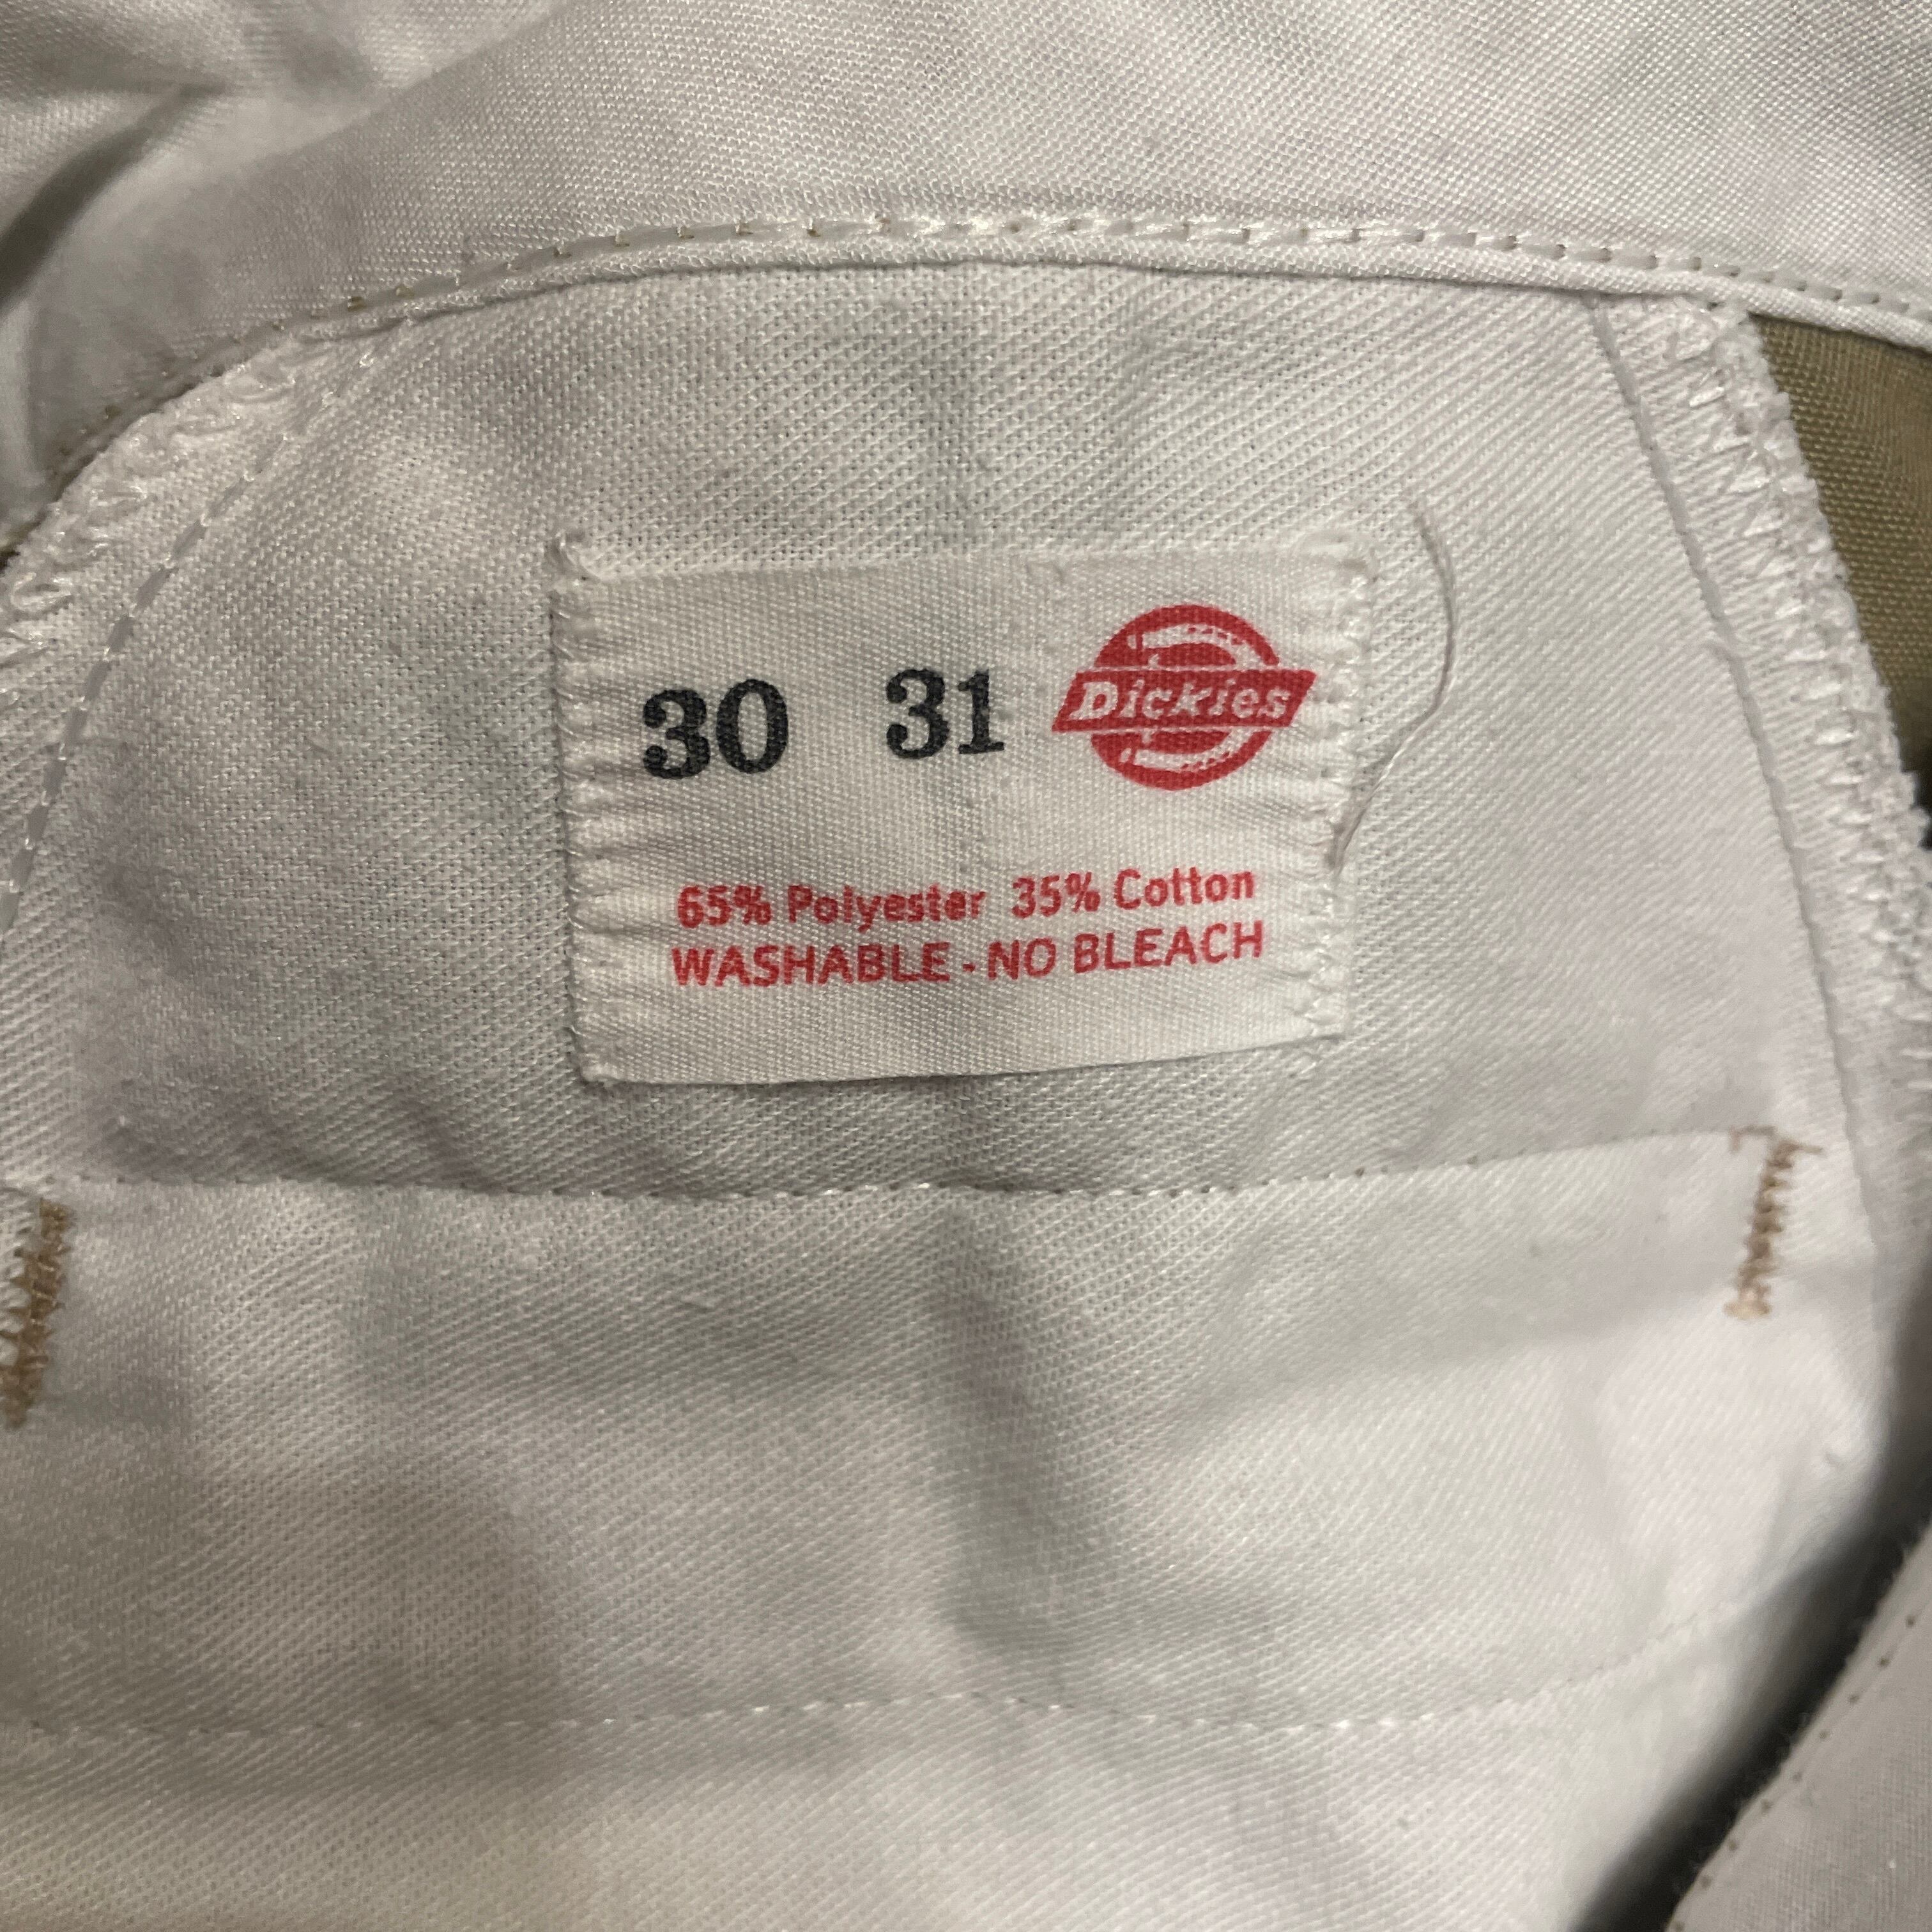 30 31 Dickies
65% Polyester 35% Cotton
WASHABLE - NO BLEACH